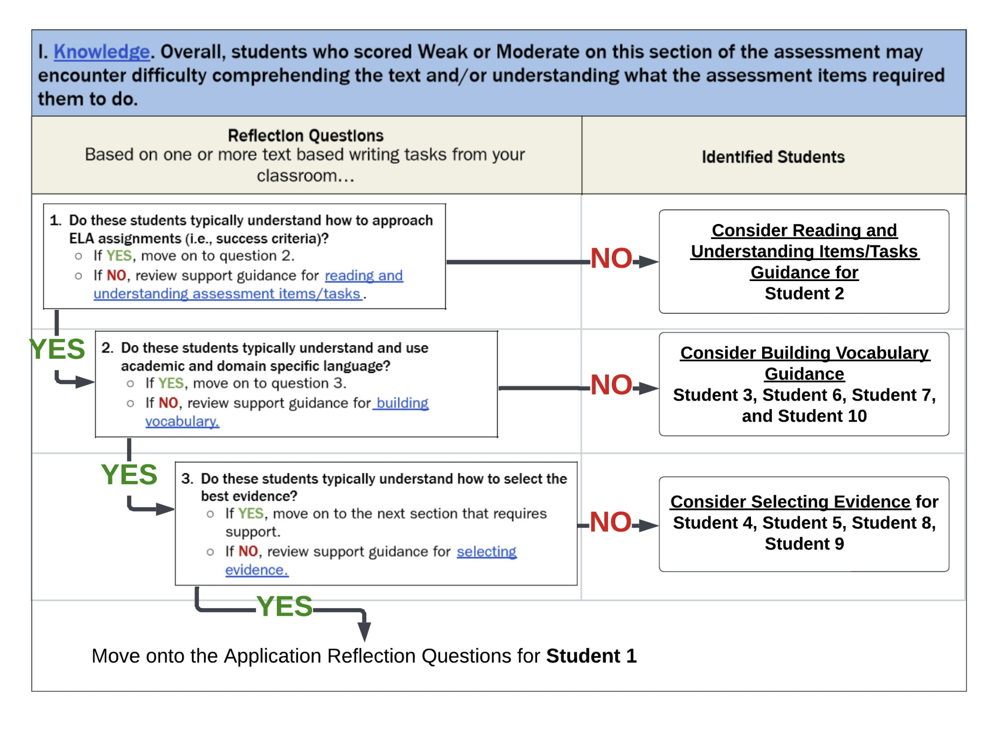 I. Knowledge. Overall, students who scored Weak or Moderate on this section of the assessment may
encounter difficulty comprehending the text and/or understanding what the assessment items required
them to do.
Reflection Questions
Based on one or more text based writing tasks from your
classroom...
Identified Students
1. Do these students typically understand how to approach
ELA assignments (i.e., success criteria)?
○ If YES, move on to question 2.
○ If NO, review support guidance for reading and
understanding assessment items/tasks .
NO
Consider Reading and
Understanding Items/Tasks
Guidance for
Student 2
YES
2. Do these students typically understand and use
academic and domain specific language?
○ If YES, move on to question 3.
○ If NO, review support guidance for building
vocabulary.
NO
Consider Building Vocabulary
Guidance
Student 3, Student 6, Student 7,
and Student 10
YES
3. Do these students typically understand how to select the
best evidence?
○ If YES, move on to the next section that requires
support.
○ If NO, review support guidance for selecting
evidence.
NO
Consider Selecting Evidence for
Student 4, Student 5, Student 8,
Student 9
YES
Move onto the Application Reflection Questions for Student 1